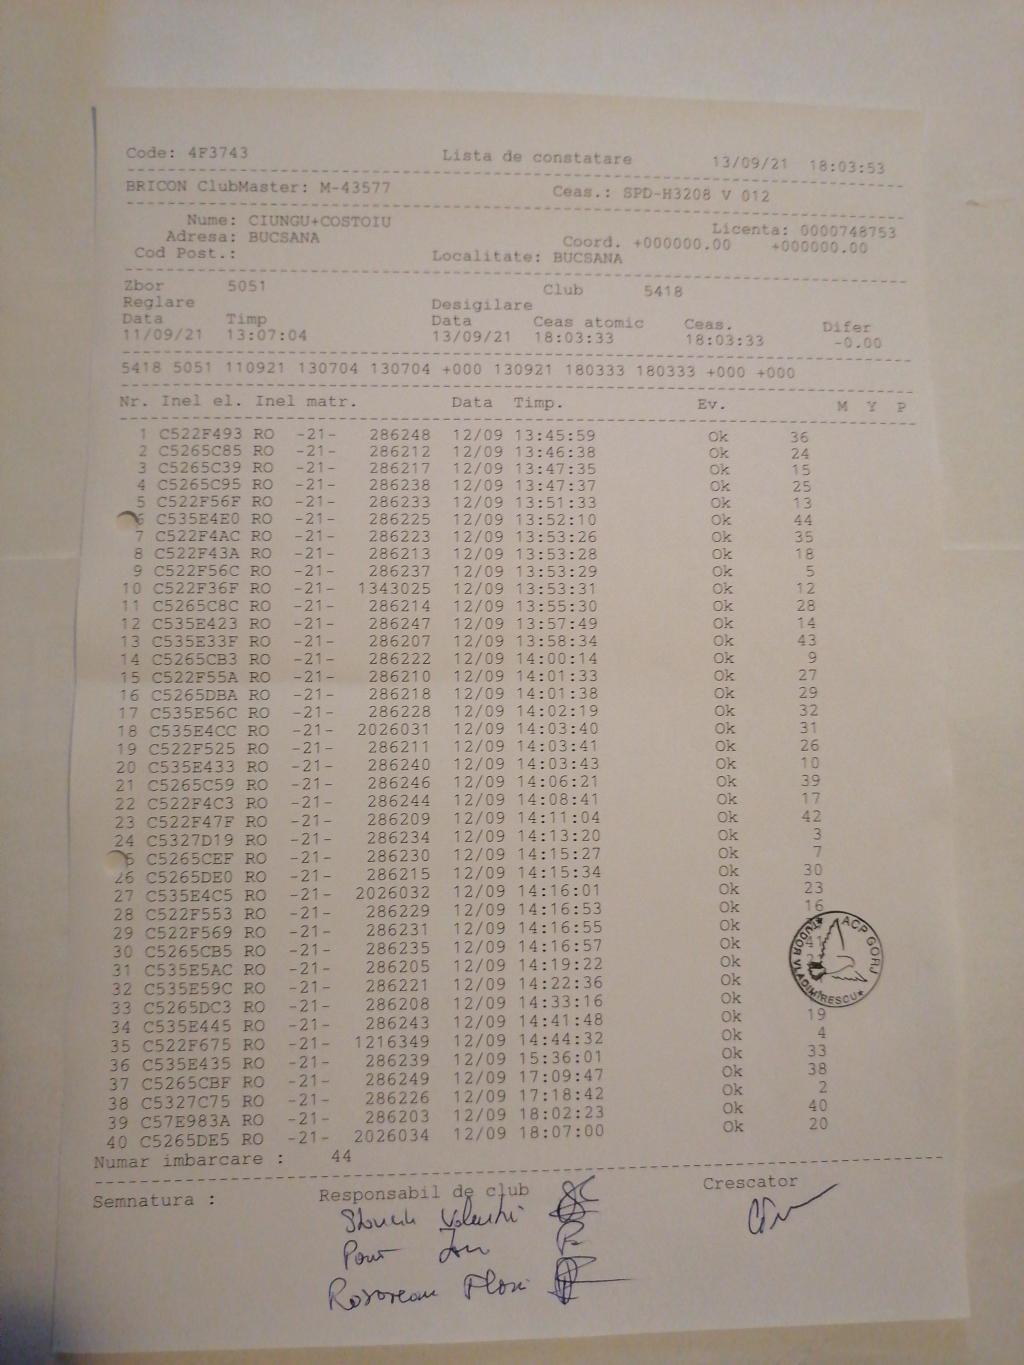 Code: 4F3743 Lista de constatare 13/09/21 18:03:53
BRICON ClubMaster: M-43577 Ceas.: SPD-H3208 V 012
Nume: CIUNGU+COSTOIU Licenta: 0000748753
Adresa: BUCSANA Coord. +000000.00 +000000.00
Cod Post.: Localitate: BUCSANA
Zbor 5051 Club 5418
Reglare Desigilare
Data Timp Data Ceas atomic Ceas. Difer
11/09/21 13:07:04 13/09/21 18:03:33 18:03:33 -0.00
5418 5051 110921 130704 130704 +000 130921 180333 180333 +000 +000
Nr. Inel el. Inel matr. Data Timp. Ev. M Y P
1 C522F493 RO -21- 286248 12/09 13:45:59 Ok 36
2 C5265C85 RO -21- 286212 12/09 13:46:38 Ok 24
3 C5265C39 RO -21- 286217 12/09 13:47:35 Ok 15
4 C5265C95 RO -21- 286238 12/09 13:47:37 Ok 25
5 C522F56F RO -21- 286233 12/09 13:51:33 Ok 13
6 C535E4E0 RO -21- 286225 12/09 13:52:10 Ok 44
7 C522F4AC RO -21- 286223 12/09 13:53:26 Ok 35
8 C522F43A RO -21- 286213 12/09 13:53:28 Ok 18
9 C522F56C RO -21- 286237 12/09 13:53:29 Ok 5
10 C522F36F RO -21- 1343025 12/09 13:53:31 Ok 12
11 C5265C8C RO -21- 286214 12/09 13:55:30 Ok 28
12 C535E423 RO -21- 286247 12/09 13:57:49 Ok 14
13 C535E33F RO -21- 286207 12/09 13:58:34 Ok 43
14 C5265CB3 RO -21- 286222 12/09 14:00:14 Ok 9
15 C522F55A RO -21- 286210 12/09 14:01:33 Ok 27
16 C5265DBA RO -21- 286218 12/09 14:01:38 Ok 29
17 C535E56C RO -21- 286228 12/09 14:02:19 Ok 32
18 C535E4CC RO -21- 2026031 12/09 14:03:40 Ok 31
19 C522F525 RO -21- 286211 12/09 14:03:41 Ok 26
20 C535E433 RO -21- 286240 12/09 14:03:43 Ok 10
21 C5265C59 RO -21- 286246 12/09 14:06:21 Ok 39
22 C522F4C3 RO -21- 286244 12/09 14:08:41 Ok 17
23 C522F47F RO -21- 286209 12/09 14:11:04 Ok 42
24 C5327D19 RO -21- 286234 12/09 14:13:20 Ok 3
5 C5265CEF RO -21- 286230 12/09 14:15:27 Ok 7
26 C5265DE0 RO -21- 286215 12/09 14:15:34 Ok 30
27 C535E4C5 RO -21- 2026032 12/09 14:16:01 Ok 23
28 C522F553 RO -21- 286229 12/09 14:16:53 Ok 16
29 C522F569 RO -21- 286231 12/09 14:16:55 Ok
30 C5265CB5 RO -21- 286235 12/09 14:16:57 Ok 41
31 C535E5AC RO -21- 286205 12/09 14:19:22 Ok
32 C535E59C RO -21- 286221 12/09 14:22:36 Ok
33 C5265DC3 RO -21- 286208 12/09 14:33:16 Ok
34 C535E445 RO -21- 286243 12/09 14:41:48 Ok 19
35 C522F675 RO -21- 1216349 12/09 14:44:32 Ok 4
36 C535E435 RO -21- 286239 12/09 15:36:01 Ok 33
37 C5265CBF RO -21- 286249 12/09 17:09:47 Ok 38
38 C5327C75 RO -21- 286226 12/09 17:18:42 Ok 2
39 C57E983A RO -21- 286203 12/09 18:02:23 Ok 40
40 C5265DE5 RO -21- 2026034 12/09 18:07:00 Ok 20
ACP GORJ
TUDOR VLADIMIRESCU
Numar imbarcare : 44
Semnatura : Responsabil de club Crescator